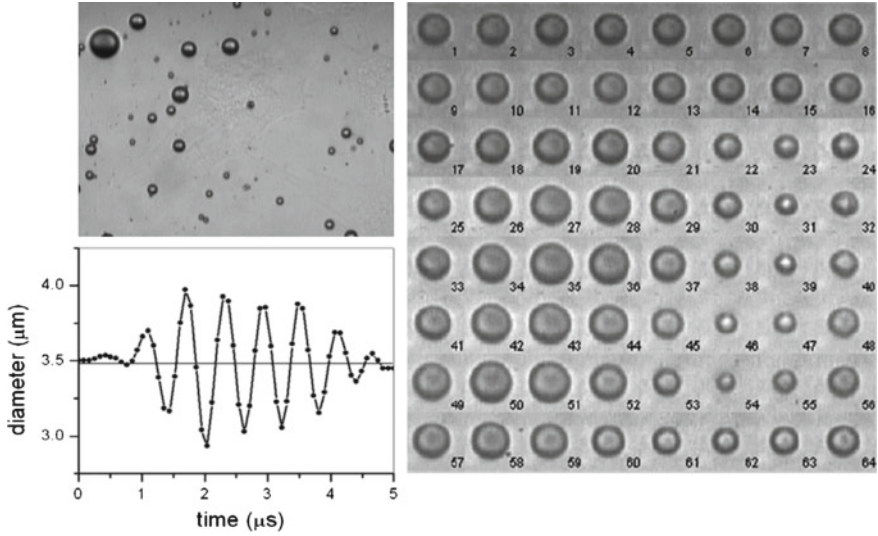 1 2 3 4 5 6 7 8
9 10 11 12 13 14 15 16
17 18 19 20 21 22 23 24
25 26 27 28 29 30 31 32
33 34 35 36 37 38 39 40
41 42 43 44 45 46 47 48
49 50 51 52 53 54 55 56
57 58 59 60 61 62 63 64
diameter (μm)
4.0
3.5
3.0
0 1 2 3 4 5
time (μs)